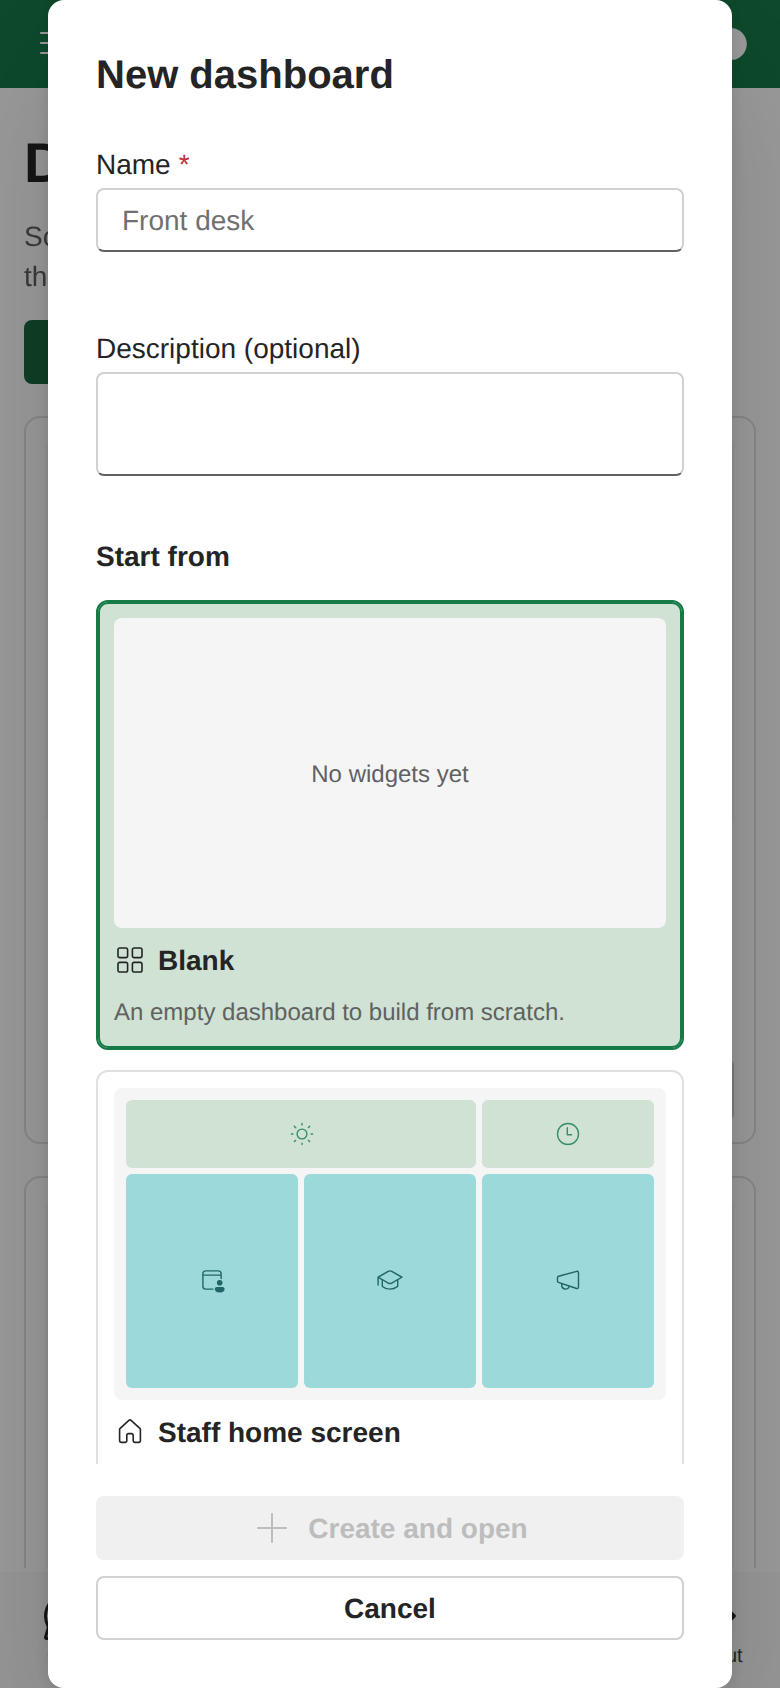 New dashboard
Name *
Front desk
Description (optional)
Start from
No widgets yet
Blank
An empty dashboard to build from scratch.
Staff home screen
Create and open
Cancel